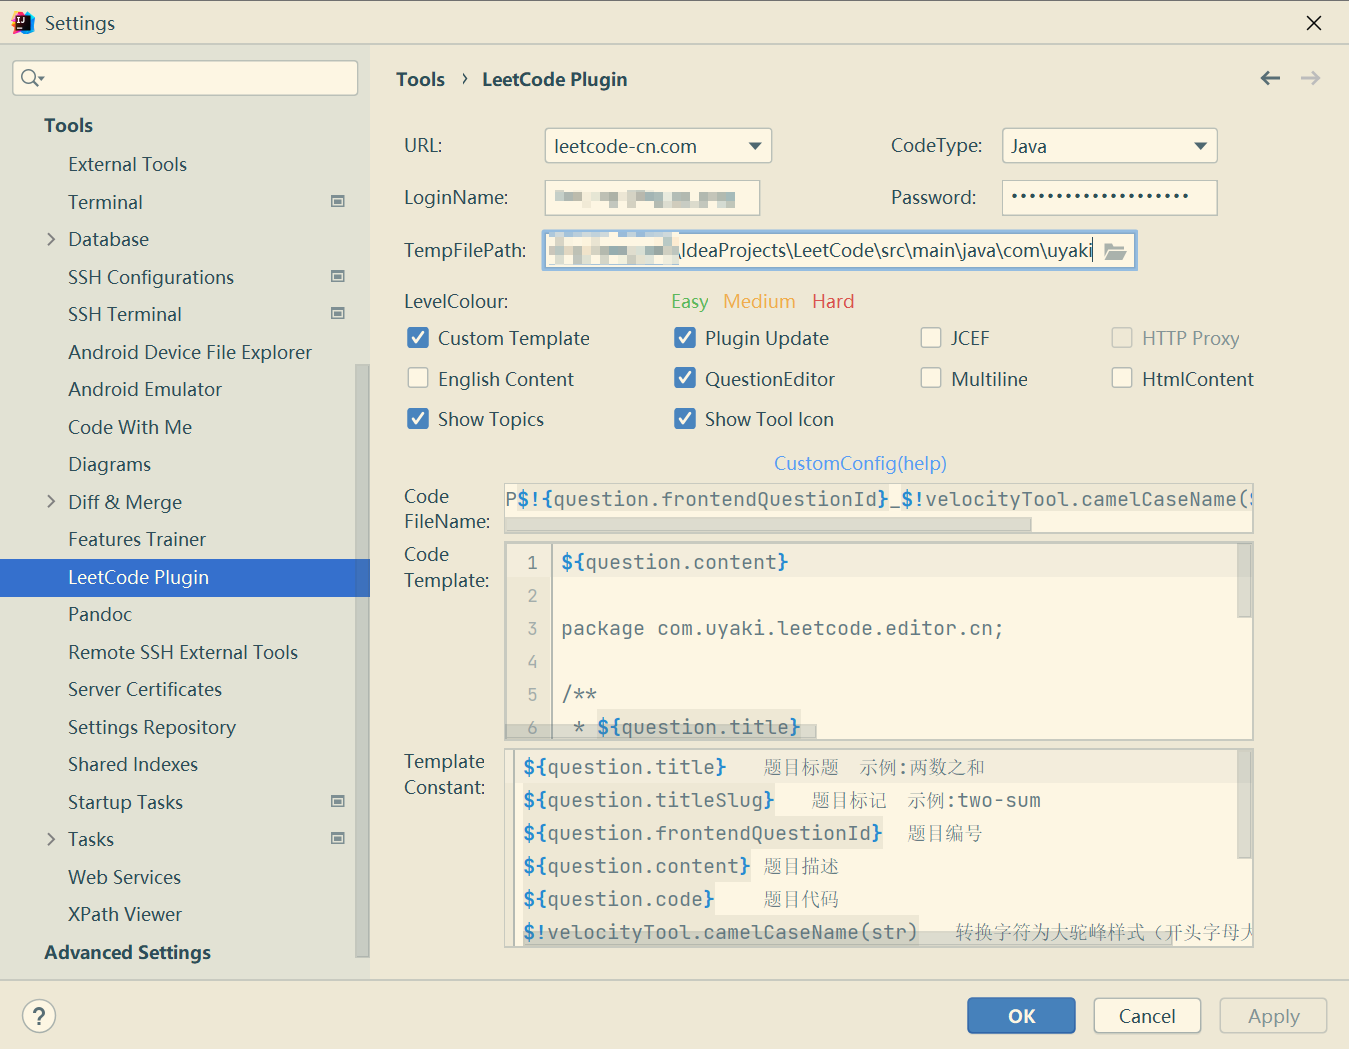 Settings
Tools
External Tools
Terminal
Database
SSH Configurations
SSH Terminal
Android Device File Explorer
Android Emulator
Code With Me
Diagrams
Diff & Merge
Features Trainer
LeetCode Plugin
Pandoc
Remote SSH External Tools
Server Certificates
Settings Repository
Shared Indexes
Startup Tasks
Tasks
Web Services
XPath Viewer
Advanced Settings
Tools › LeetCode Plugin
URL: leetcode-cn.com CodeType: Java
LoginName: Password: ••••••••••••••••••••
TempFilePath: \IdeaProjects\LeetCode\src\main\java\com\uyaki
LevelColour: Easy Medium Hard
Custom Template Plugin Update JCEF HTTP Proxy
English Content QuestionEditor Multiline HtmlContent
Show Topics Show Tool Icon
CustomConfig(help)
Code FileName: P$!{question.frontendQuestionId}_$!velocityTool.camelCaseName(
Code Template:
1 ${question.content}
2
3 package com.uyaki.leetcode.editor.cn;
4
5 /**
6 * ${question.title}
Template Constant:
${question.title} 题目标题 示例:两数之和
${question.titleSlug} 题目标记 示例:two-sum
${question.frontendQuestionId} 题目编号
${question.content} 题目描述
${question.code} 题目代码
$!velocityTool.camelCaseName(str) 转换字符为大驼峰样式（开头字母大
? OK Cancel Apply